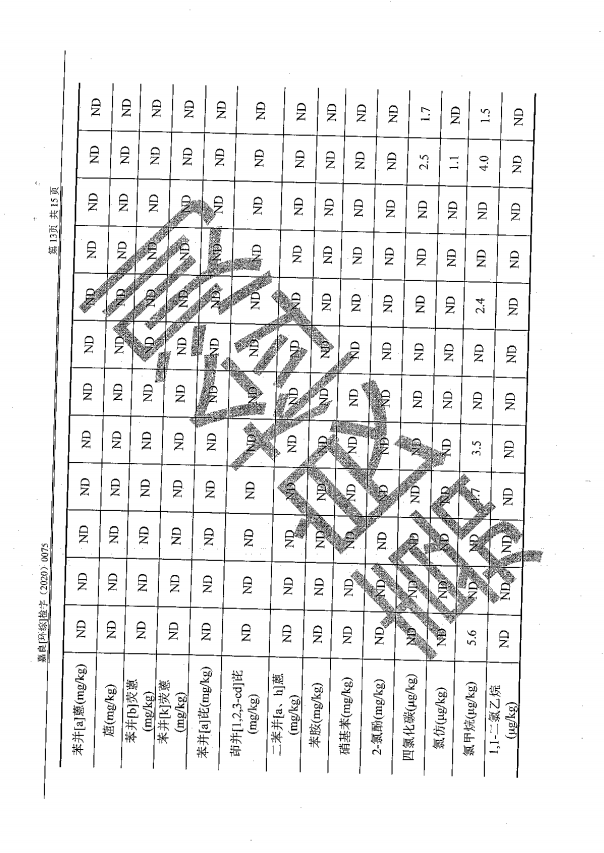 嘉良[环综]检字（2020）0075 第 13页 共 15 页
苯并[a]蒽(mg/kg) ND ND ND ND ND ND ND ND ND ND ND ND
䓛(mg/kg) ND ND ND ND ND ND ND ND ND ND ND ND
苯并[b]荧蒽
(mg/kg) ND ND ND ND ND ND ND ND ND ND ND ND
苯并[k]荧蒽
(mg/kg) ND ND ND ND ND ND ND ND ND ND ND ND
苯并[a]芘(mg/kg) ND ND ND ND ND ND ND ND ND ND ND ND
茚并[1,2,3-cd]芘
(mg/kg) ND ND ND ND ND ND ND ND ND ND ND ND
二苯并[a、h]蒽
(mg/kg) ND ND ND ND ND ND ND ND ND ND ND ND
苯胺(mg/kg) ND ND ND ND ND ND ND ND ND ND ND ND
硝基苯(mg/kg) ND ND ND ND ND ND ND ND ND ND ND ND
2-氯酚(mg/kg) ND ND ND ND ND ND ND ND ND ND ND ND
四氯化碳(μg/kg) ND ND ND ND ND ND ND ND ND ND 2.5 1.7
氯仿(μg/kg) ND ND ND ND ND ND ND ND ND ND 1.1 ND
氯甲烷(μg/kg) 5.6 ND ND 3.5 ND ND 2.4 ND ND 4.0 1.5
1,1-二氯乙烷
(μg/kg) ND ND ND ND ND ND ND ND ND ND ND ND